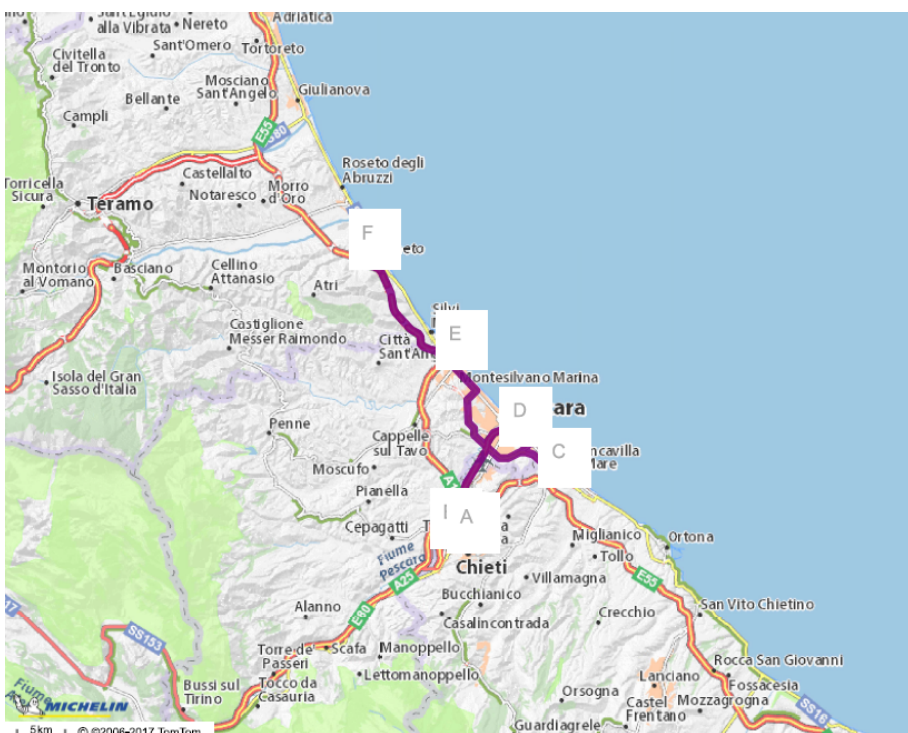 Adriatica
Sant'Egidio
alla Vibrata
Nereto
Sant'Omero
Tortoreto
Civitella
del Tronto
Mosciano
Sant'Angelo
Giulianova
Bellante
Campli
E55
Roseto degli
Abruzzi
Castellalto
Torricella
Sicura
Morro
d'Oro
Notaresco
Teramo
F
eto
Montorio
al Vomano
Basciano
Cellino
Attanasio
Atri
Silvi
E
Castiglione
Messer Raimondo
Città
Sant'Ang
Montesilvano Marina
Isola del Gran
Sasso d'Italia
D
ara
Penne
Cappelle
sul Tavo
C
ncavilla
Mare
Moscufo
Pianella
A
Cepagatti
Miglianico
Ortona
Tollo
Fiume
Pescara
A25
Chieti
E55
Villamagna
Bucchianico
Alanno
E80
Casalincontrada
Crecchio
San Vito Chietino
SS153
Torre de
Passeri
Scafa
Manoppello
Rocca San Giovanni
Lettomanoppello
Lanciano
Fossacesia
Bussi sul
Tirino
Tocco da
Casauria
Orsogna
Castel
Frentano
Mozzagrogna
SS16
Fiume
MICHELIN
Guardiagrele
5km
© ©2006-2017 TomTom